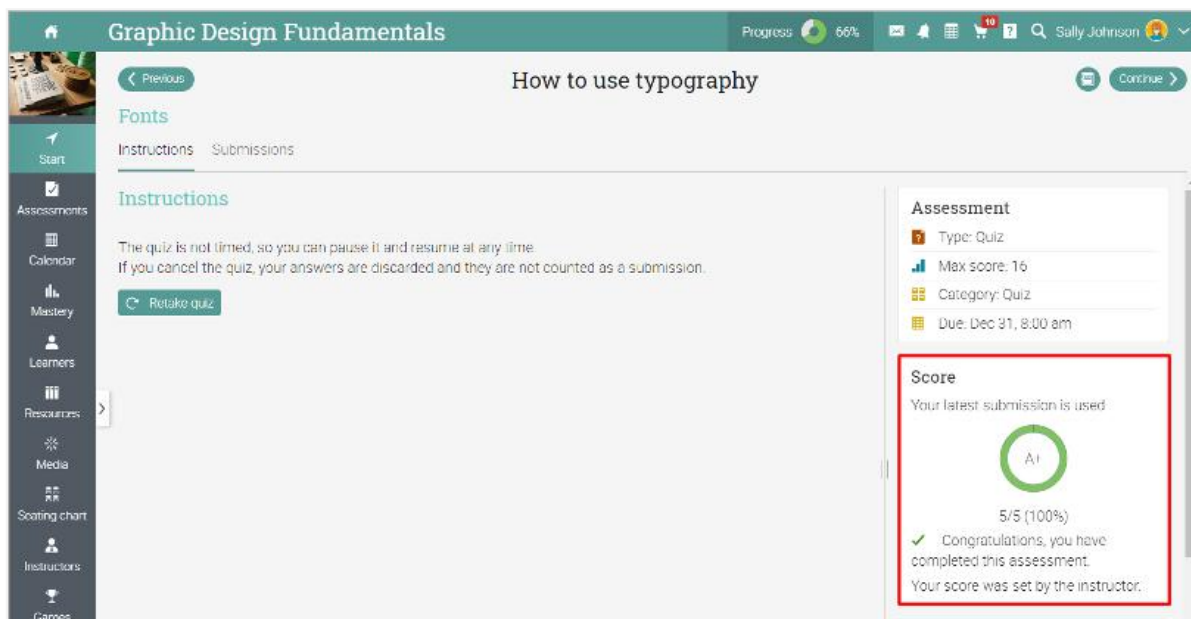 Graphic Design Fundamentals
Progress 66% 10 ? Sally Johnson
Previous
How to use typography
Continue
Fonts
Instructions Submissions
Start
Assessments
Calendar
Mastery
Learners
Resources
Media
Seating chart
Instructors
Games
Instructions
The quiz is not timed, so you can pause it and resume at any time.
If you cancel the quiz, your answers are discarded and they are not counted as a submission.
Retake quiz
Assessment
Type: Quiz
Max score: 16
Category: Quiz
Due: Dec 31, 8:00 am
Score
Your latest submission is used
A+
5/5 (100%)
Congratulations, you have
completed this assessment.
Your score was set by the instructor.